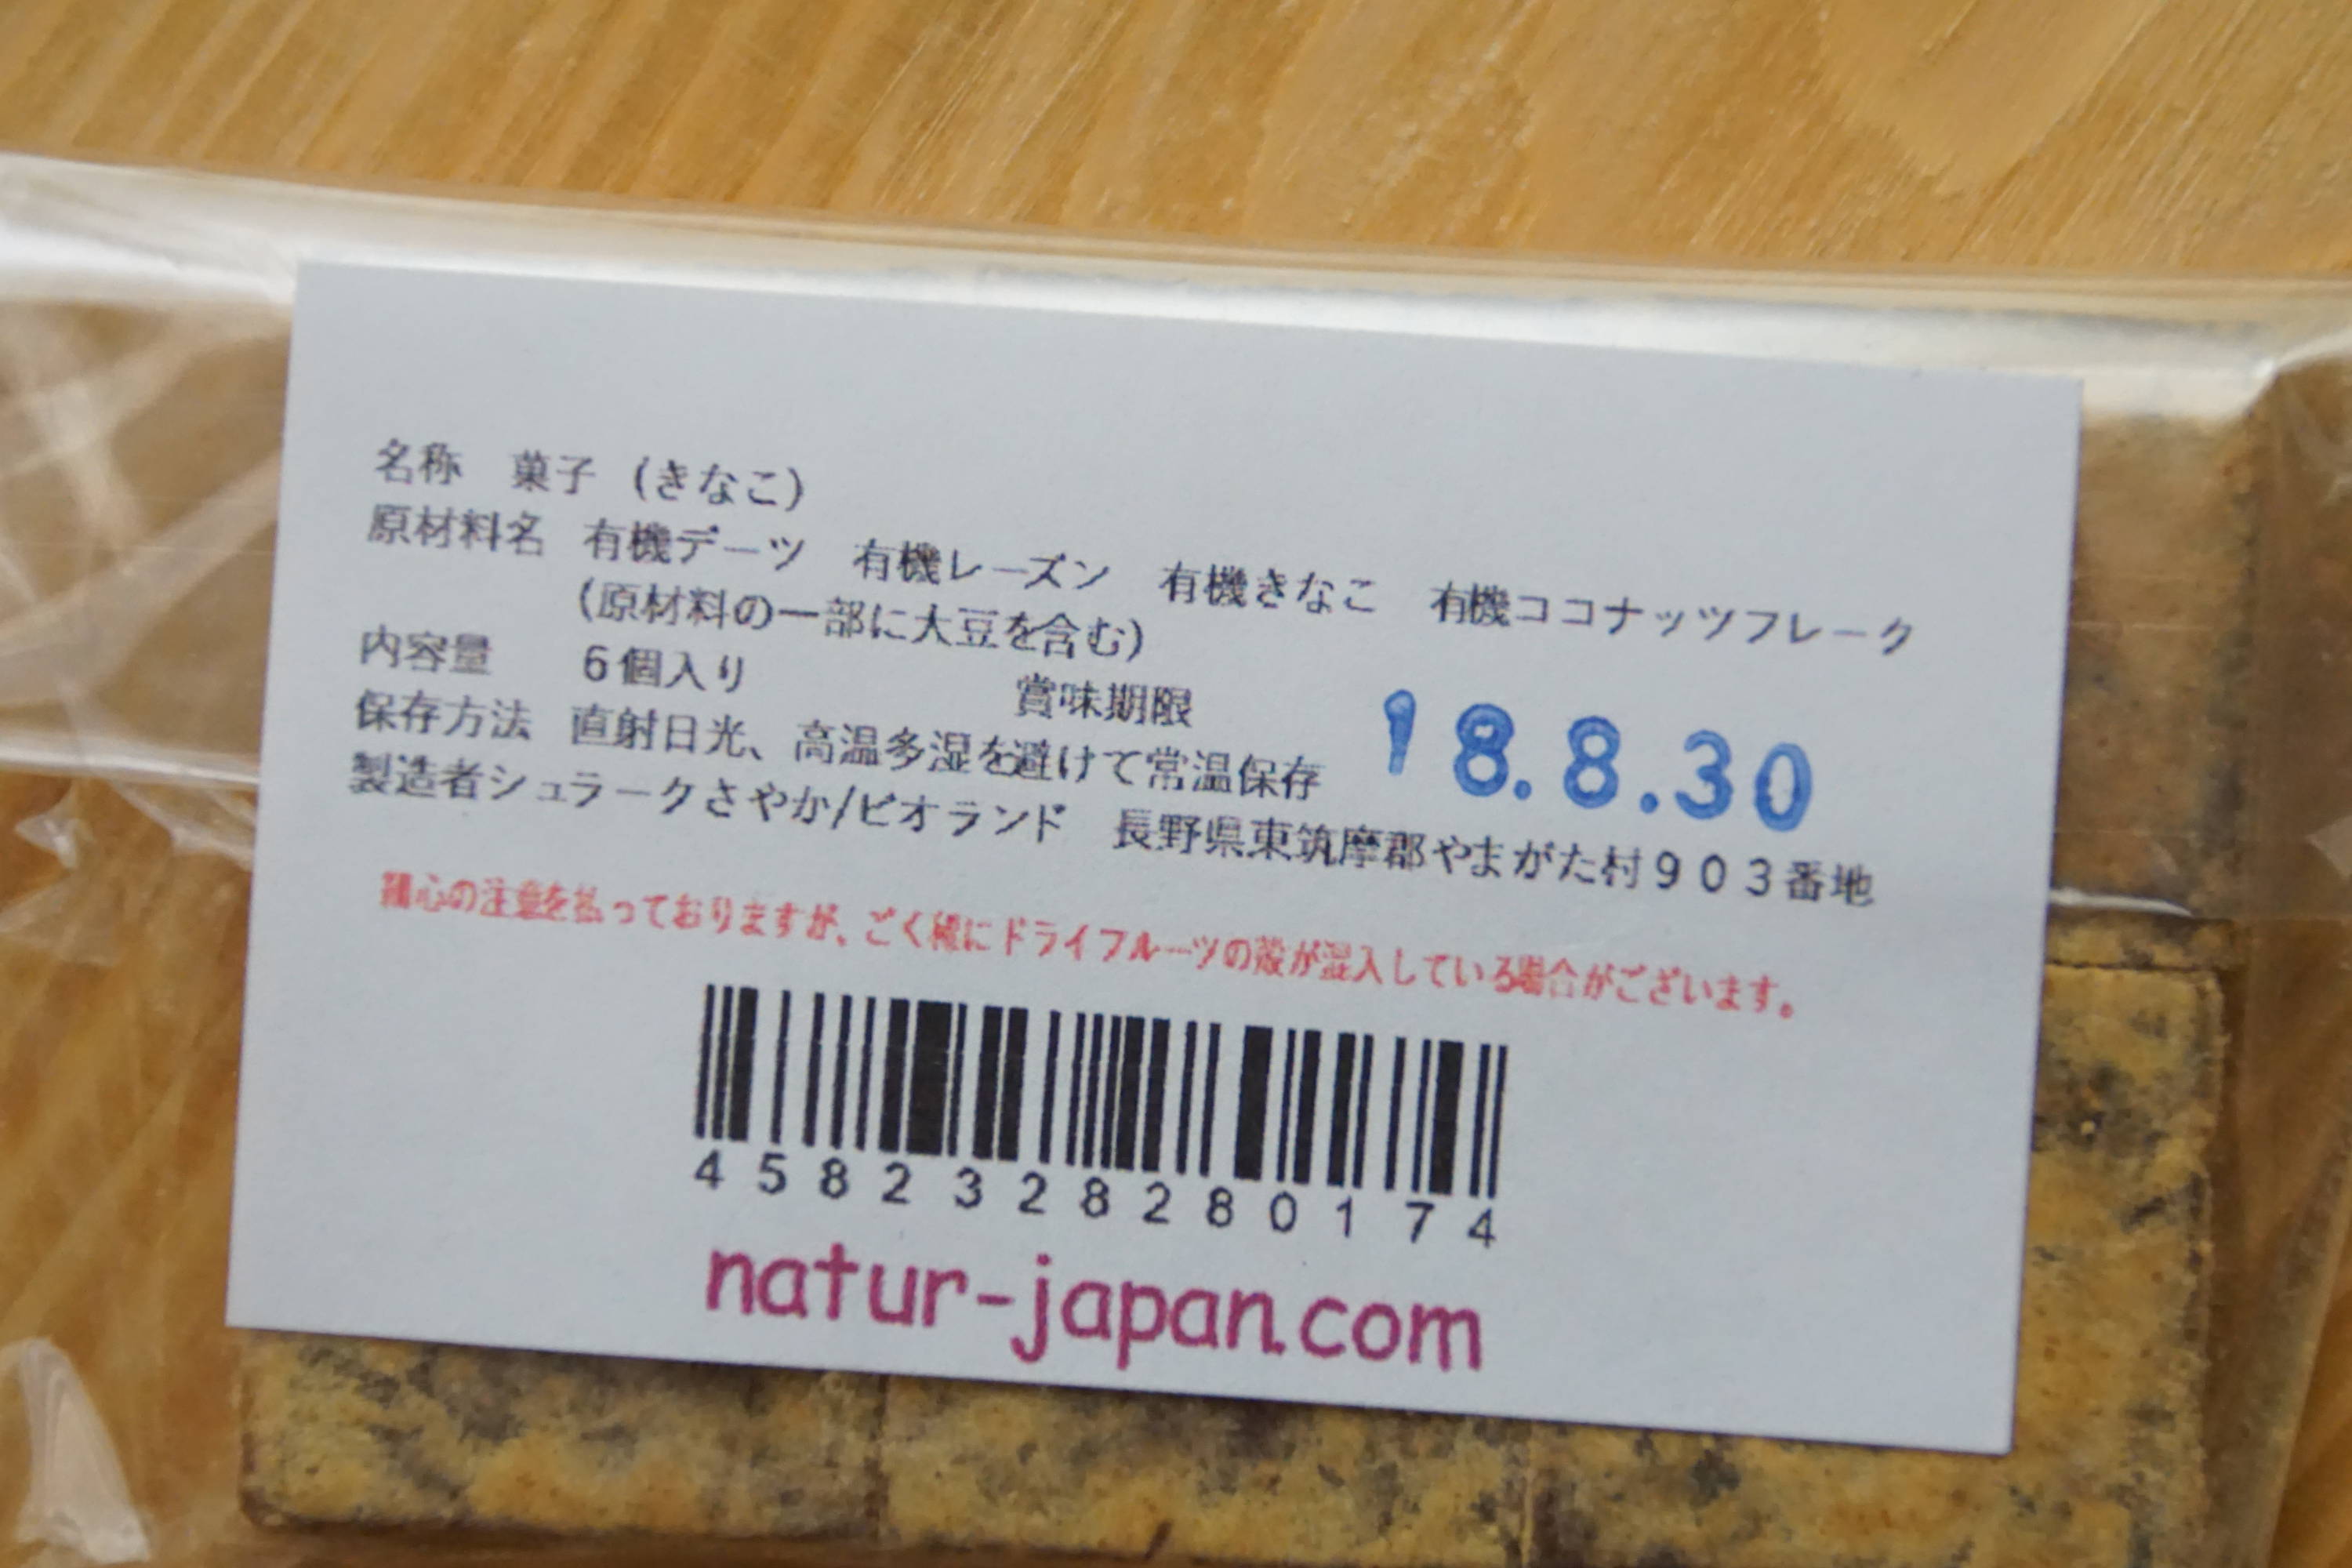 名称　菓子（きなこ）
原材料名　有機デーツ　有機レーズン　有機きなこ　有機ココナッツフレーク
（原材料の一部に大豆を含む）
内容量　６個入り　賞味期限　18.8.30
保存方法　直射日光、高温多湿を避けて常温保存
製造者シュラークさやか/ビオランド　長野県東筑摩郡やまがた村９０３番地
細心の注意を払っておりますが、ごく稀にドライフルーツの殻が混入している場合がございます。
4582328280174
natur-japan.com